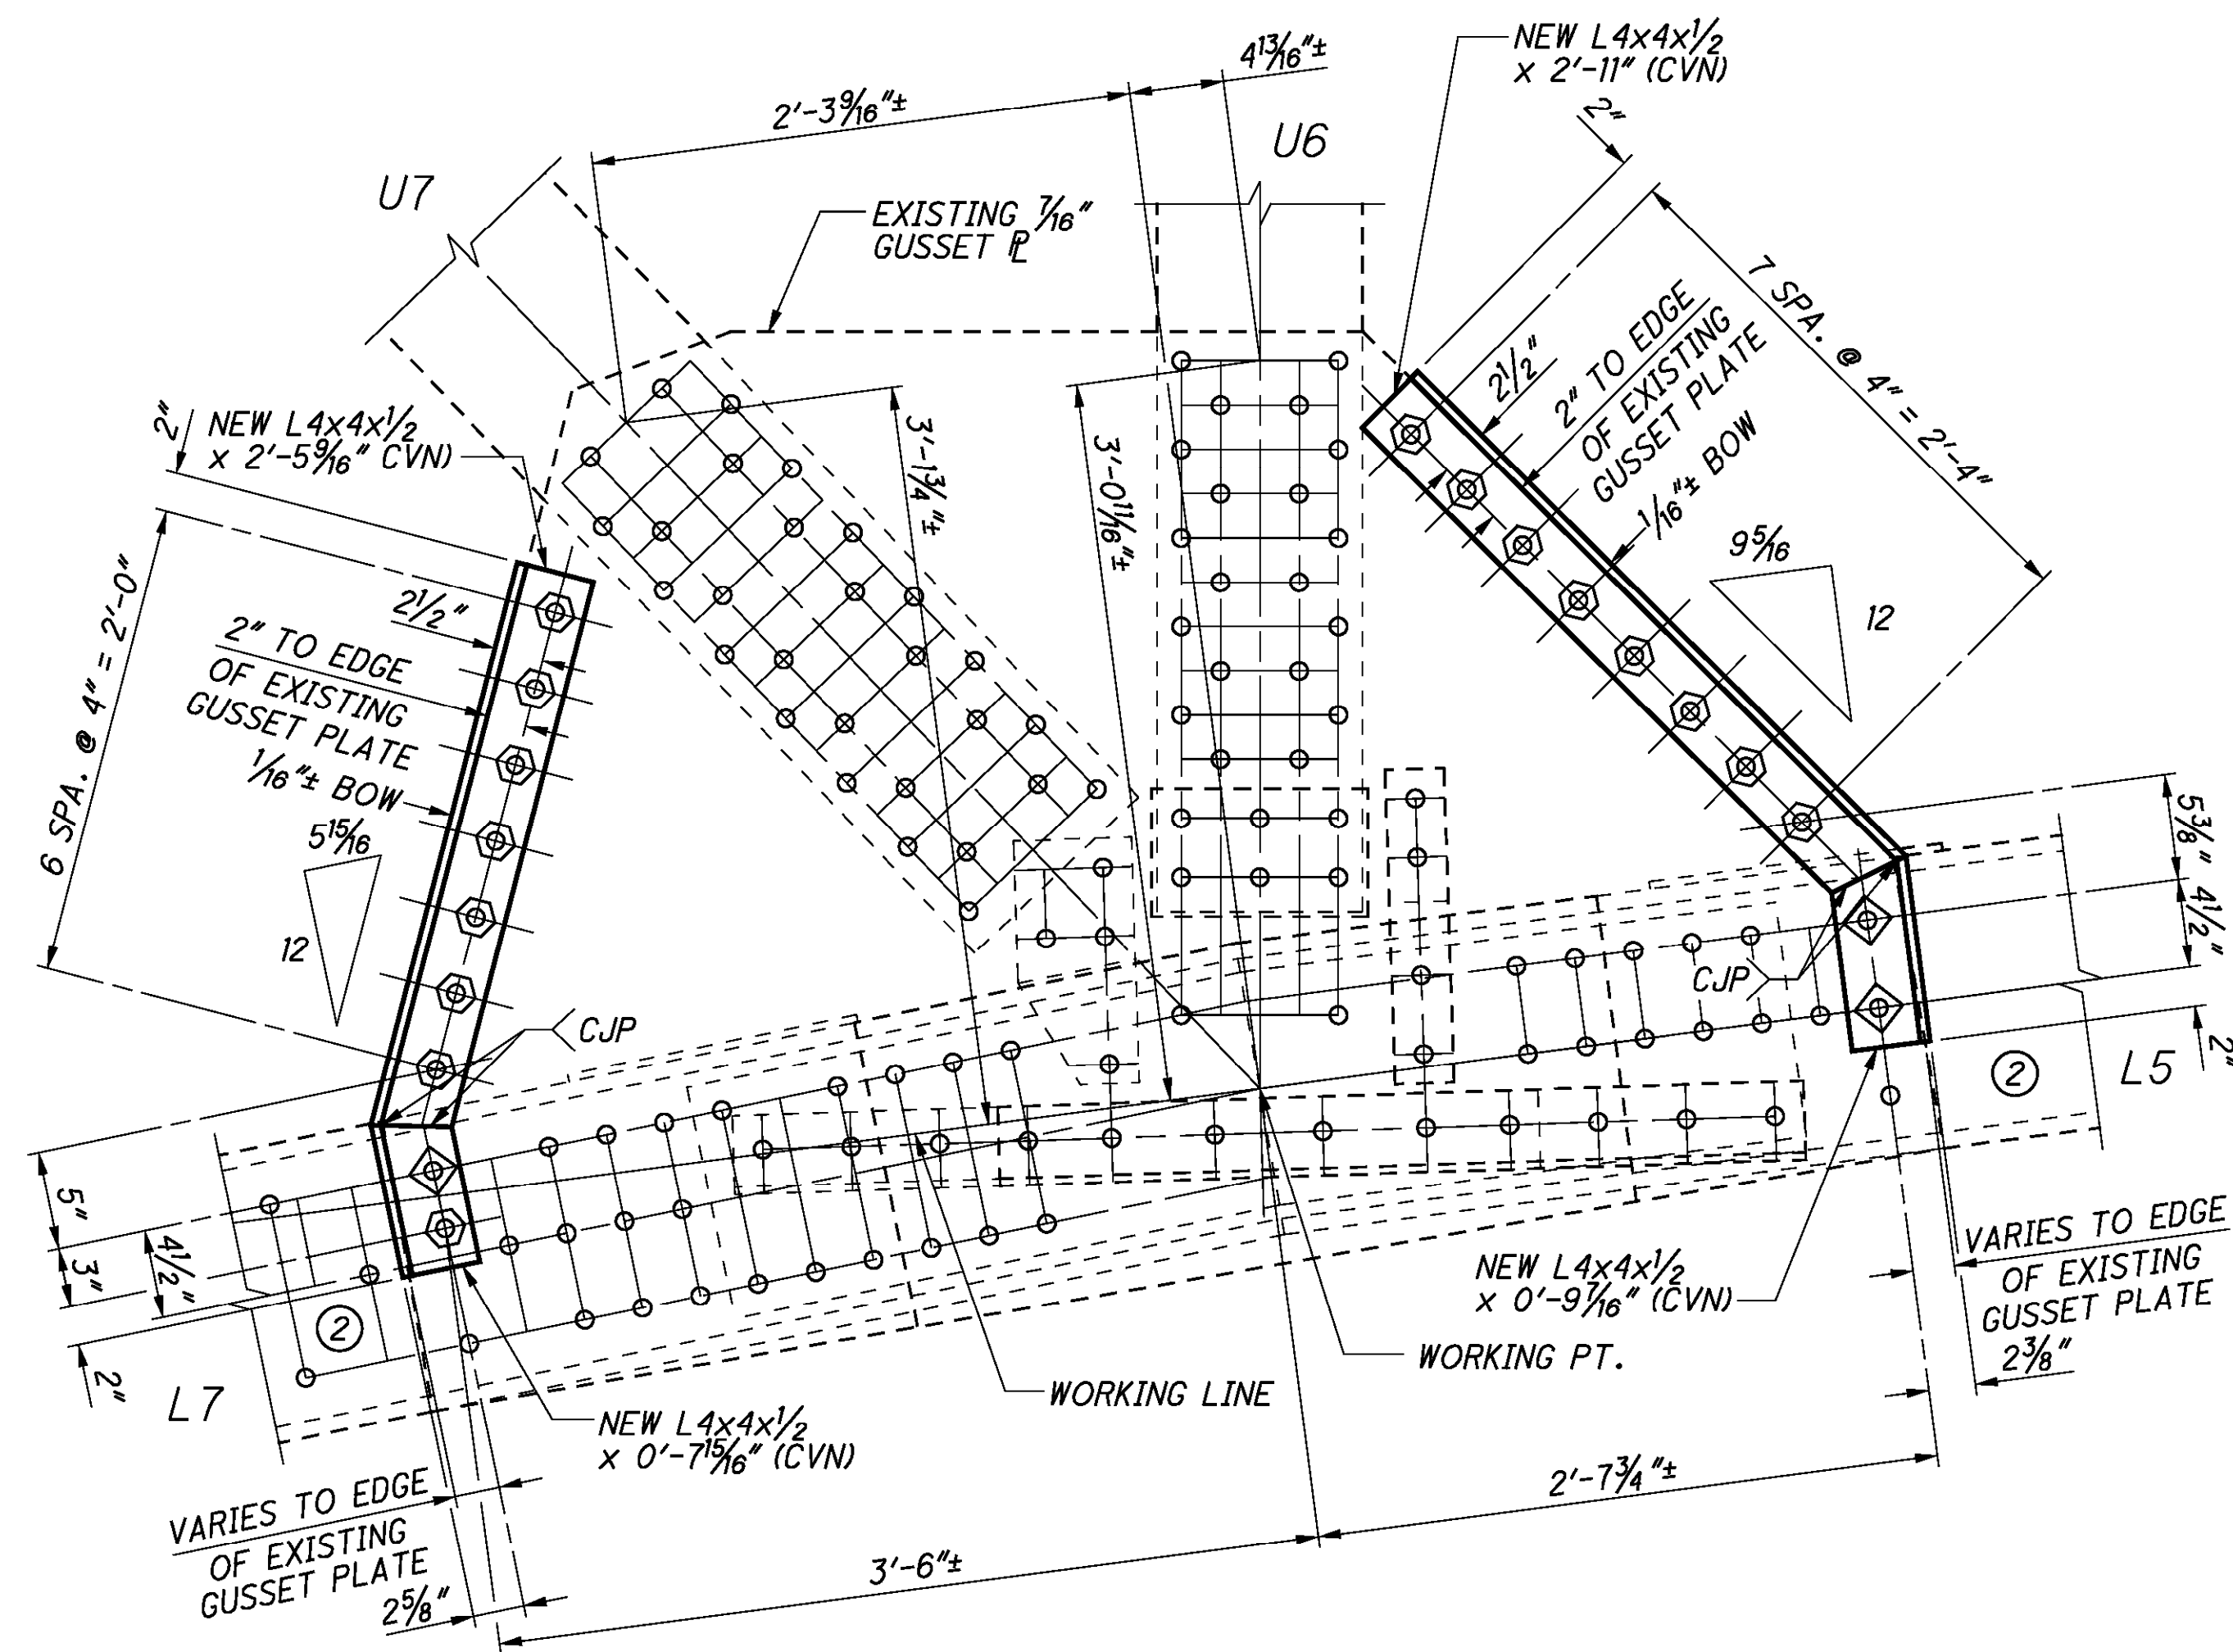 4 13/16"±
NEW L4x4x1/2
x 2'-11" (CVN)
2'-3 9/16"±
2"
U6
U7
EXISTING 7/16"
GUSSET ⅊
7 SPA. @ 4" = 2'-4"
2 1/2"
2" TO EDGE
OF EXISTING
GUSSET PLATE
1/16"± BOW
2"
NEW L4x4x1/2
x 2'-5 9/16" CVN)
3'-1 3/4"±
3'-0 11/16"±
9 5/16
12
6 SPA. @ 4" = 2'-0"
2 1/2"
2" TO EDGE
OF EXISTING
GUSSET PLATE
1/16"± BOW
5 15/16
12
5 3/8"
4 1/2"
2"
CJP
CJP
2
L5
5"
3"
4 1/2"
2"
2
L7
NEW L4x4x1/2
x 0'-9 7/16" (CVN)
VARIES TO EDGE
OF EXISTING
GUSSET PLATE
2 3/8"
WORKING PT.
WORKING LINE
NEW L4x4x1/2
x 0'-7 15/16" (CVN)
VARIES TO EDGE
OF EXISTING
GUSSET PLATE
2 5/8"
2'-7 3/4"±
3'-6"±